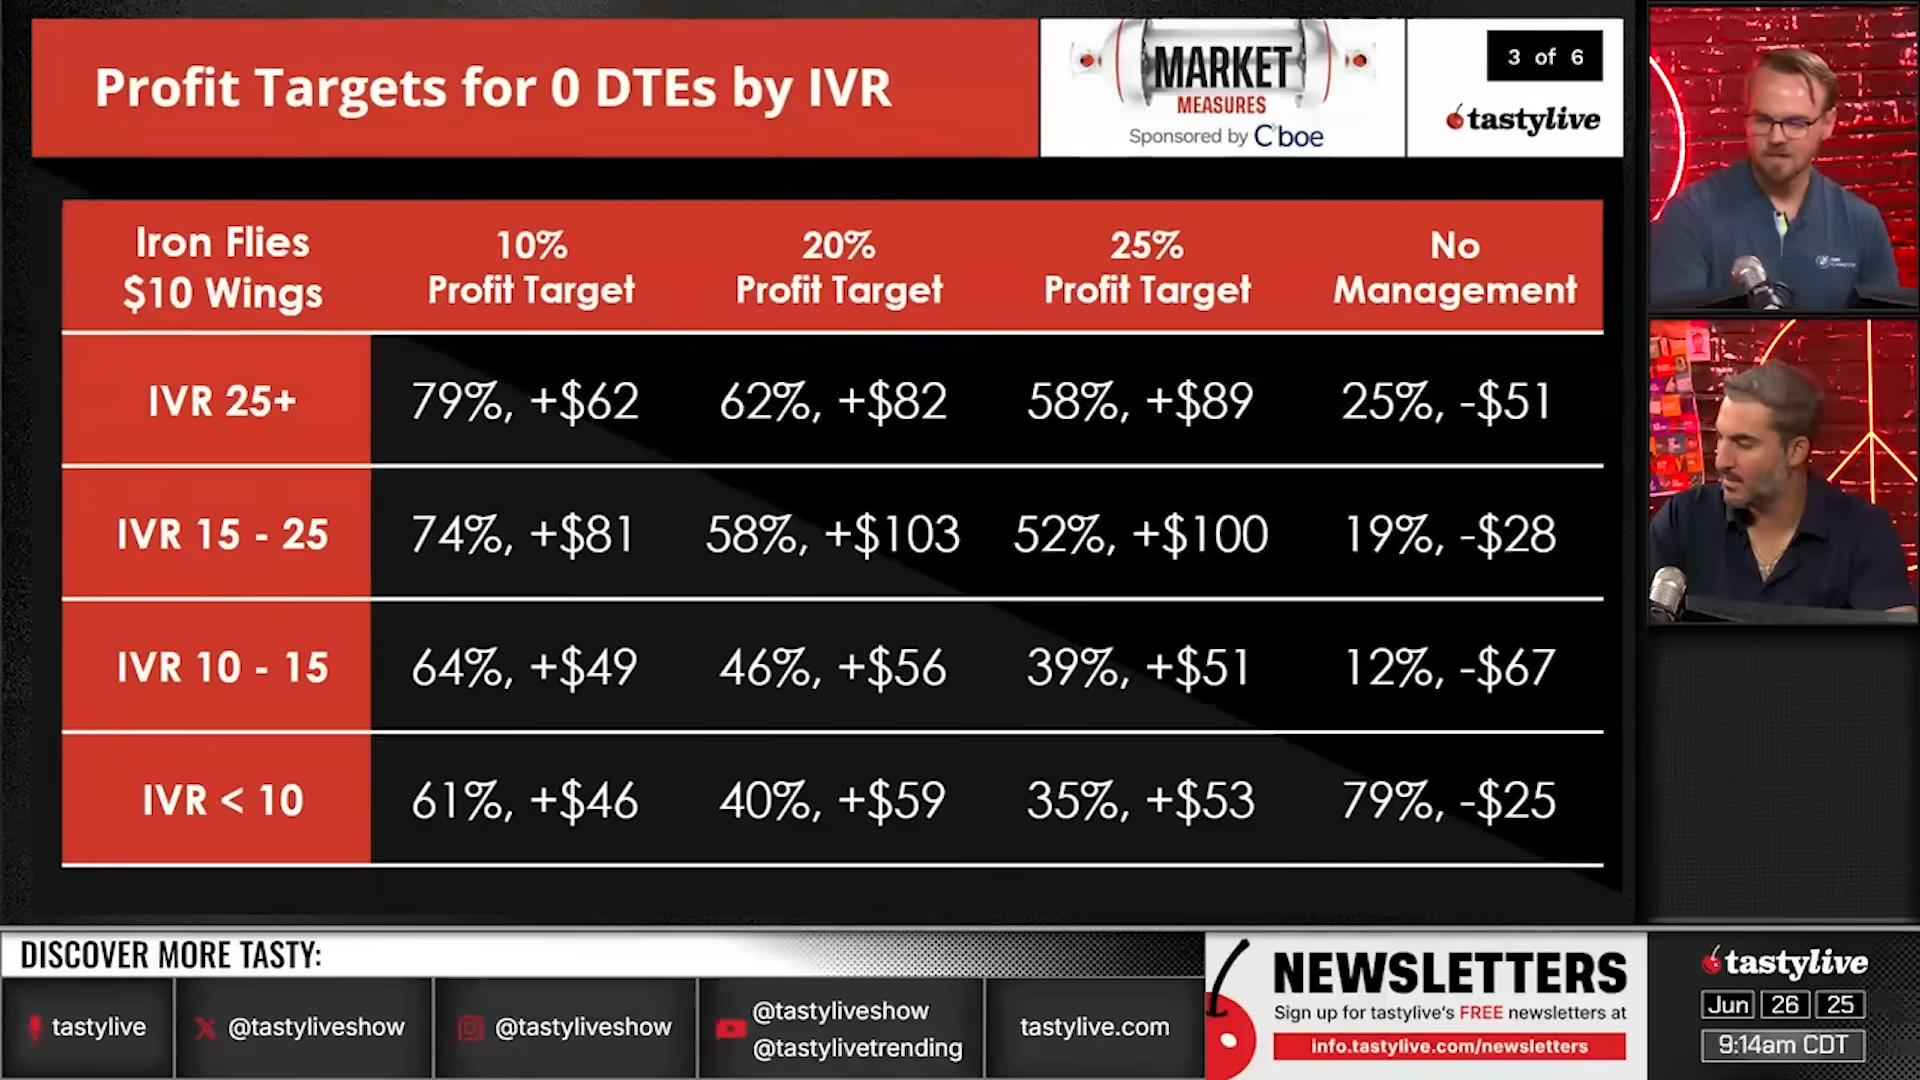 Profit Targets for 0 DTEs by IVR
MARKET
MEASURES
Sponsored by Cboe
3 of 6
tastylive
Iron Flies
$10 Wings
10%
Profit Target
20%
Profit Target
25%
Profit Target
No
Management
IVR 25+
79%, +$62
62%, +$82
58%, +$89
25%, -$51
IVR 15 - 25
74%, +$81
58%, +$103
52%, +$100
19%, -$28
IVR 10 - 15
64%, +$49
46%, +$56
39%, +$51
12%, -$67
IVR < 10
61%, +$46
40%, +$59
35%, +$53
79%, -$25
DISCOVER MORE TASTY:
tastylive
@tastyliveshow
@tastyliveshow
@tastyliveshow
@tastylivetrending
tastylive.com
NEWSLETTERS
Sign up for tastylive's FREE newsletters at
info.tastylive.com/newsletters
tastylive
Jun 26 25
9:14am CDT